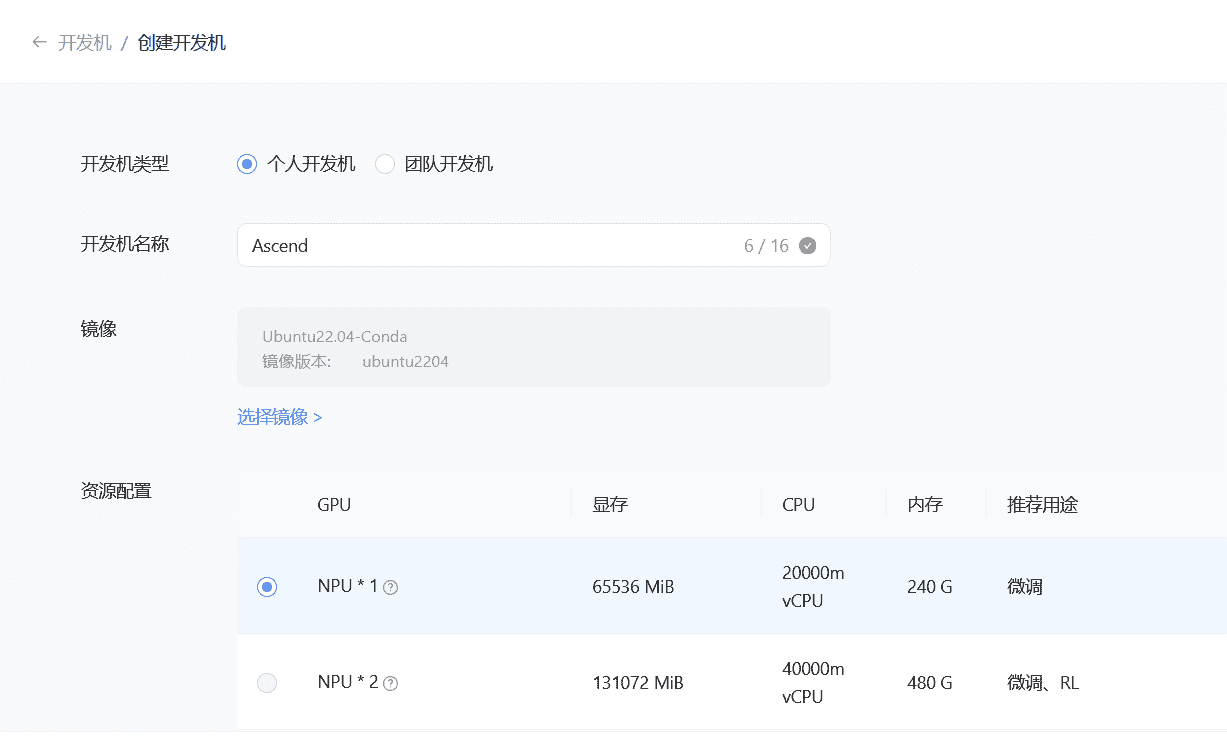 ← 开发机 / 创建开发机
开发机类型 个人开发机 团队开发机
开发机名称 Ascend 6 / 16
镜像 Ubuntu22.04-Conda
镜像版本: ubuntu2204
选择镜像 >
资源配置
GPU 显存 CPU 内存 推荐用途
NPU * 1 ? 65536 MiB 20000m vCPU 240 G 微调
NPU * 2 ? 131072 MiB 40000m vCPU 480 G 微调、RL